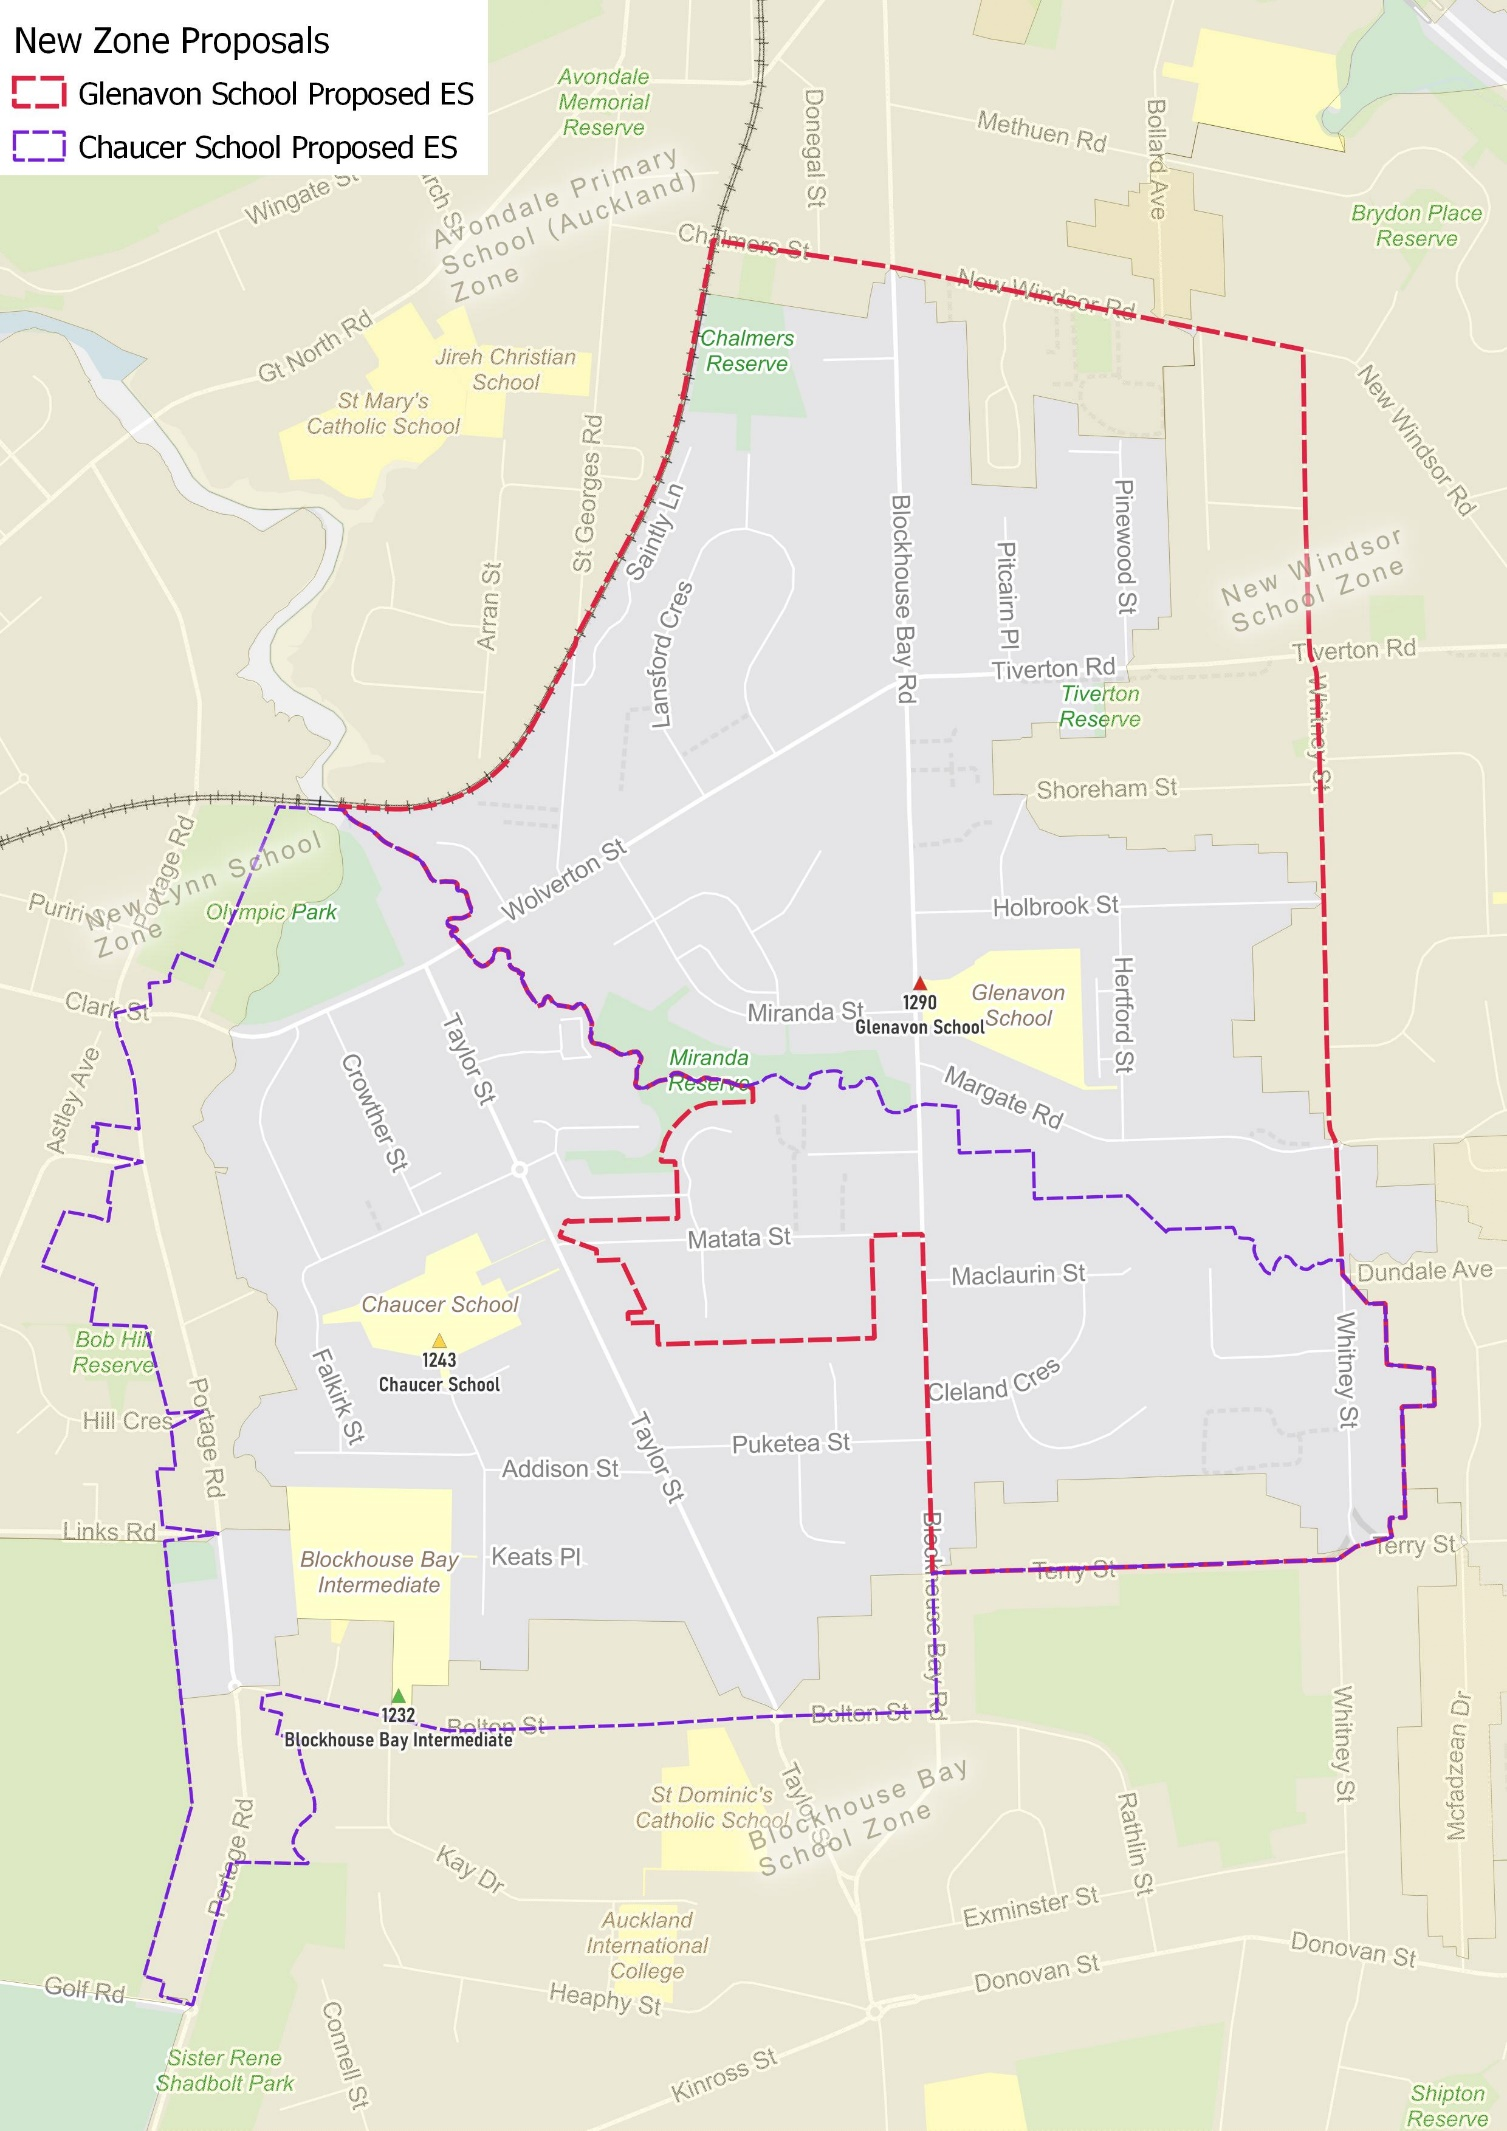 New Zone Proposals
Glenavon School Proposed ES
Chaucer School Proposed ES
Avondale
Memorial
Reserve
Donegal St
Methuen Rd
Bollard Ave
Wingate St
rch St
Avondale Primary
School (Auckland)
Zone
Brydon Place
Reserve
Chalmers St
New Windsor Rd
Gt North Rd
Chalmers
Reserve
Jireh Christian
School
St Mary's
Catholic School
New Windsor Rd
St Georges Rd
Saintly Ln
Blockhouse Bay Rd
Pinewood St
Pitcairn Pl
New Windsor
School Zone
Arran St
Lansford Cres
Tiverton Rd
Tiverton Rd
Tiverton
Reserve
Whitney St
Shoreham St
Portage Rd
New Lynn School
Zone
Puriri
Olympic Park
Wolverton St
Holbrook St
Clark St
Taylor St
Miranda St
1290
Glenavon School
Glenavon
School
Hertford St
Astley Ave
Crowther St
Miranda
Reserve
Margate Rd
Matata St
Maclaurin St
Dundale Ave
Chaucer School
1243
Chaucer School
Bob Hill
Reserve
Falkirk St
Cleland Cres
Whitney St
Hill Cres
Portage Rd
Taylor St
Puketea St
Addison St
Links Rd
Blockhouse Bay
Intermediate
Keats Pl
Blockhouse Bay Rd
Terry St
Terry St
1232
Blockhouse Bay Intermediate
Bolton St
Bolton St
Whitney St
Mcfadzean Dr
St Dominic's
Catholic School
Taylor St
Blockhouse Bay
School Zone
Portage Rd
Kay Dr
Rathlin St
Exminster St
Auckland
International
College
Donovan St
Donovan St
Golf Rd
Heaphy St
Connell St
Sister Rene
Shadbolt Park
Kinross St
Shipton
Reserve